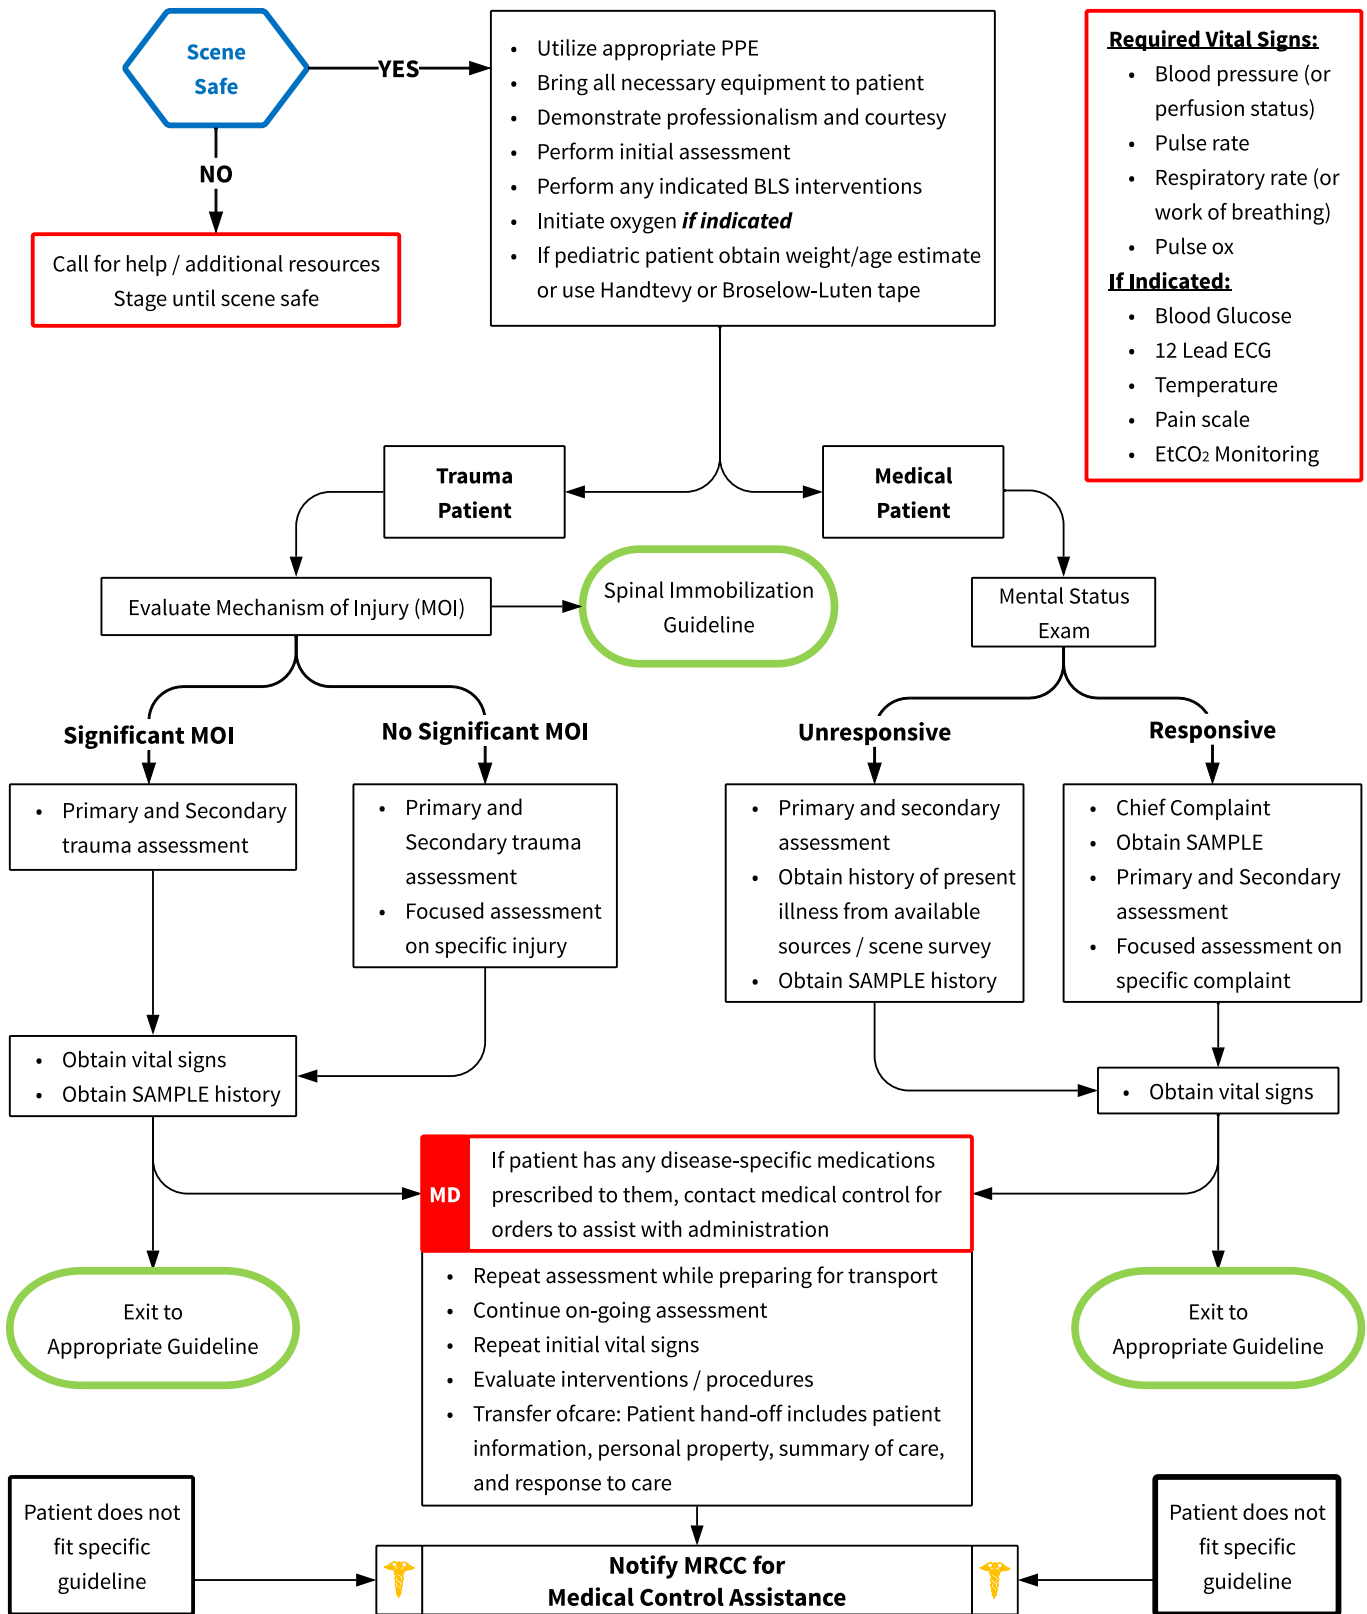 Scene
Safe
YES
NO
Call for help / additional resources
Stage until scene safe
• Utilize appropriate PPE
• Bring all necessary equipment to patient
• Demonstrate professionalism and courtesy
• Perform initial assessment
• Perform any indicated BLS interventions
• Initiate oxygen if indicated
• If pediatric patient obtain weight/age estimate
or use Handtevy or Broselow-Luten tape
Required Vital Signs:
• Blood pressure (or
perfusion status)
• Pulse rate
• Respiratory rate (or
work of breathing)
• Pulse ox
If Indicated:
• Blood Glucose
• 12 Lead ECG
• Temperature
• Pain scale
• EtCO₂ Monitoring
Trauma
Patient
Medical
Patient
Evaluate Mechanism of Injury (MOI)
Spinal Immobilization
Guideline
Mental Status
Exam
Significant MOI
No Significant MOI
Unresponsive
Responsive
• Primary and Secondary
trauma assessment
• Primary and
Secondary trauma
assessment
• Focused assessment
on specific injury
• Primary and secondary
assessment
• Obtain history of present
illness from available
sources / scene survey
• Obtain SAMPLE history
• Chief Complaint
• Obtain SAMPLE
• Primary and Secondary
assessment
• Focused assessment on
specific complaint
• Obtain vital signs
• Obtain SAMPLE history
• Obtain vital signs
MD
If patient has any disease-specific medications
prescribed to them, contact medical control for
orders to assist with administration
• Repeat assessment while preparing for transport
• Continue on-going assessment
• Repeat initial vital signs
• Evaluate interventions / procedures
• Transfer ofcare: Patient hand-off includes patient
information, personal property, summary of care,
and response to care
Exit to
Appropriate Guideline
Exit to
Appropriate Guideline
Patient does not
fit specific
guideline
Notify MRCC for
Medical Control Assistance
Patient does not
fit specific
guideline